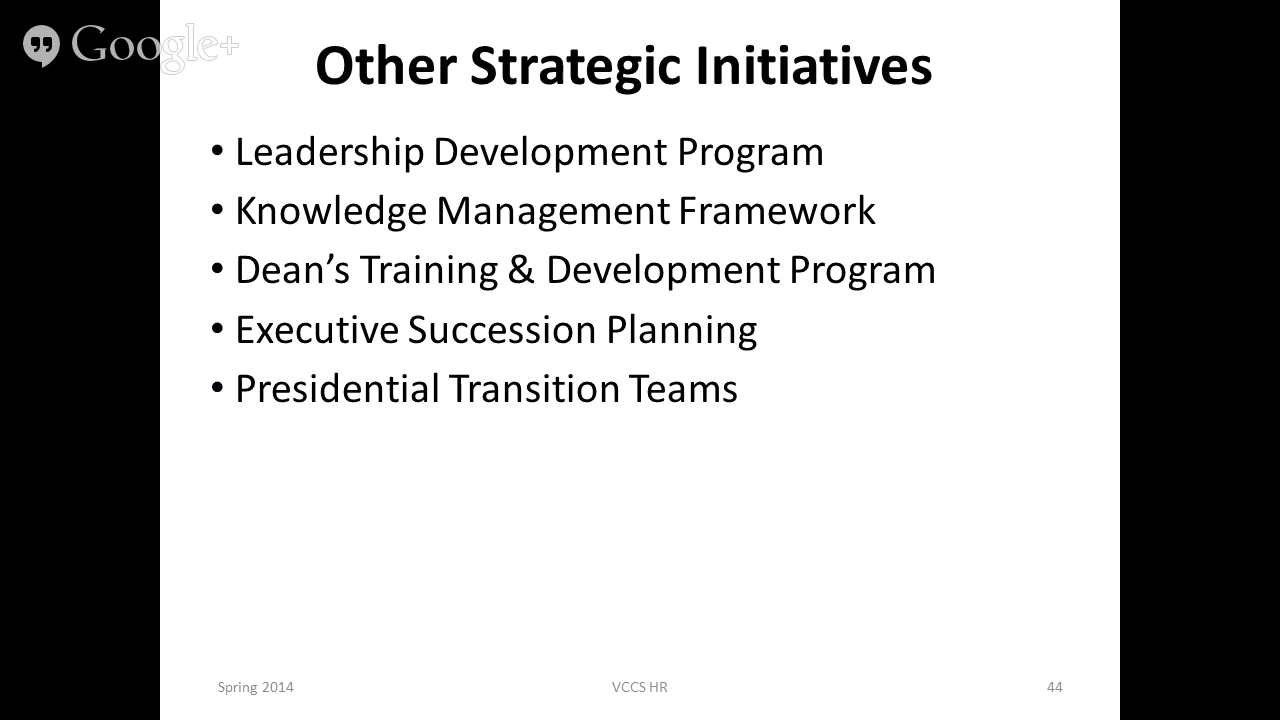 Google+
Other Strategic Initiatives
• Leadership Development Program
• Knowledge Management Framework
• Dean’s Training & Development Program
• Executive Succession Planning
• Presidential Transition Teams
Spring 2014
VCCS HR
44